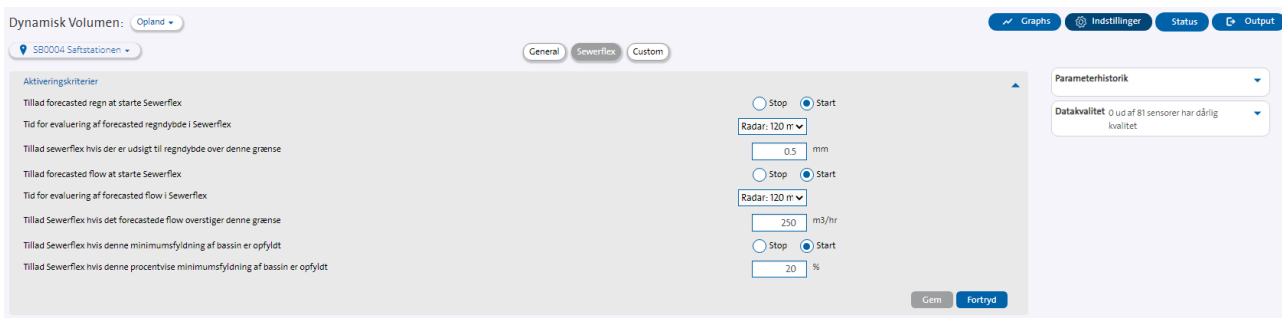 Dynamisk Volumen: Opland
Graphs Indstillinger Status Output
SB0004 Saftstationen
General Sewerflex Custom
Aktiveringskriterier
Tillad forecasted regn at starte Sewerflex Stop Start
Tid for evaluering af forecasted regndybde i Sewerflex Radar: 120 m
Tillad sewerflex hvis der er udsigt til regndybde over denne grænse 0.5 mm
Tillad forecasted flow at starte Sewerflex Stop Start
Tid for evaluering af forecasted flow i Sewerflex Radar: 120 m
Tillad Sewerflex hvis det forecastede flow overstiger denne grænse 250 m3/hr
Tillad Sewerflex hvis denne minimumsfyldning af bassin er opfyldt Stop Start
Tillad Sewerflex hvis denne procentvise minimumsfyldning af bassin er opfyldt 20 %
Gem Fortryd
Parameterhistorik
Datakvalitet 0 ud af 81 sensorer har dårlig
kvalitet